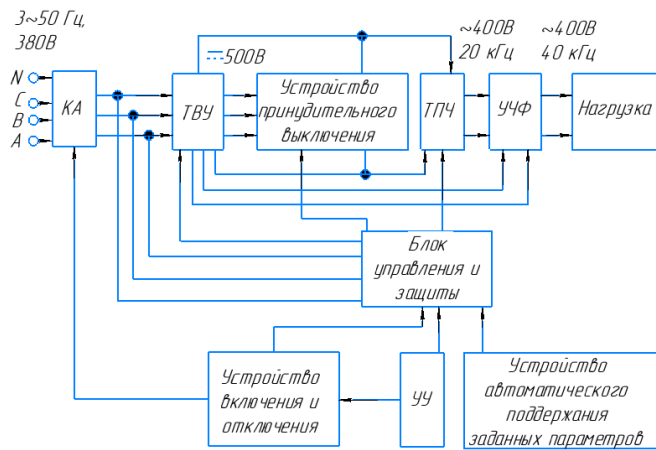 3~50 Гц,
380В
N
C
B
A
КА
ТВУ
500В
Устройство
принудительного
выключения
~400В
20 кГц
ТПЧ
~400В
40 кГц
УЧФ
Нагрузка
Блок
управления и
защиты
Устройство
включения и
отключения
УУ
Устройство
автоматического
поддержания
заданных параметров